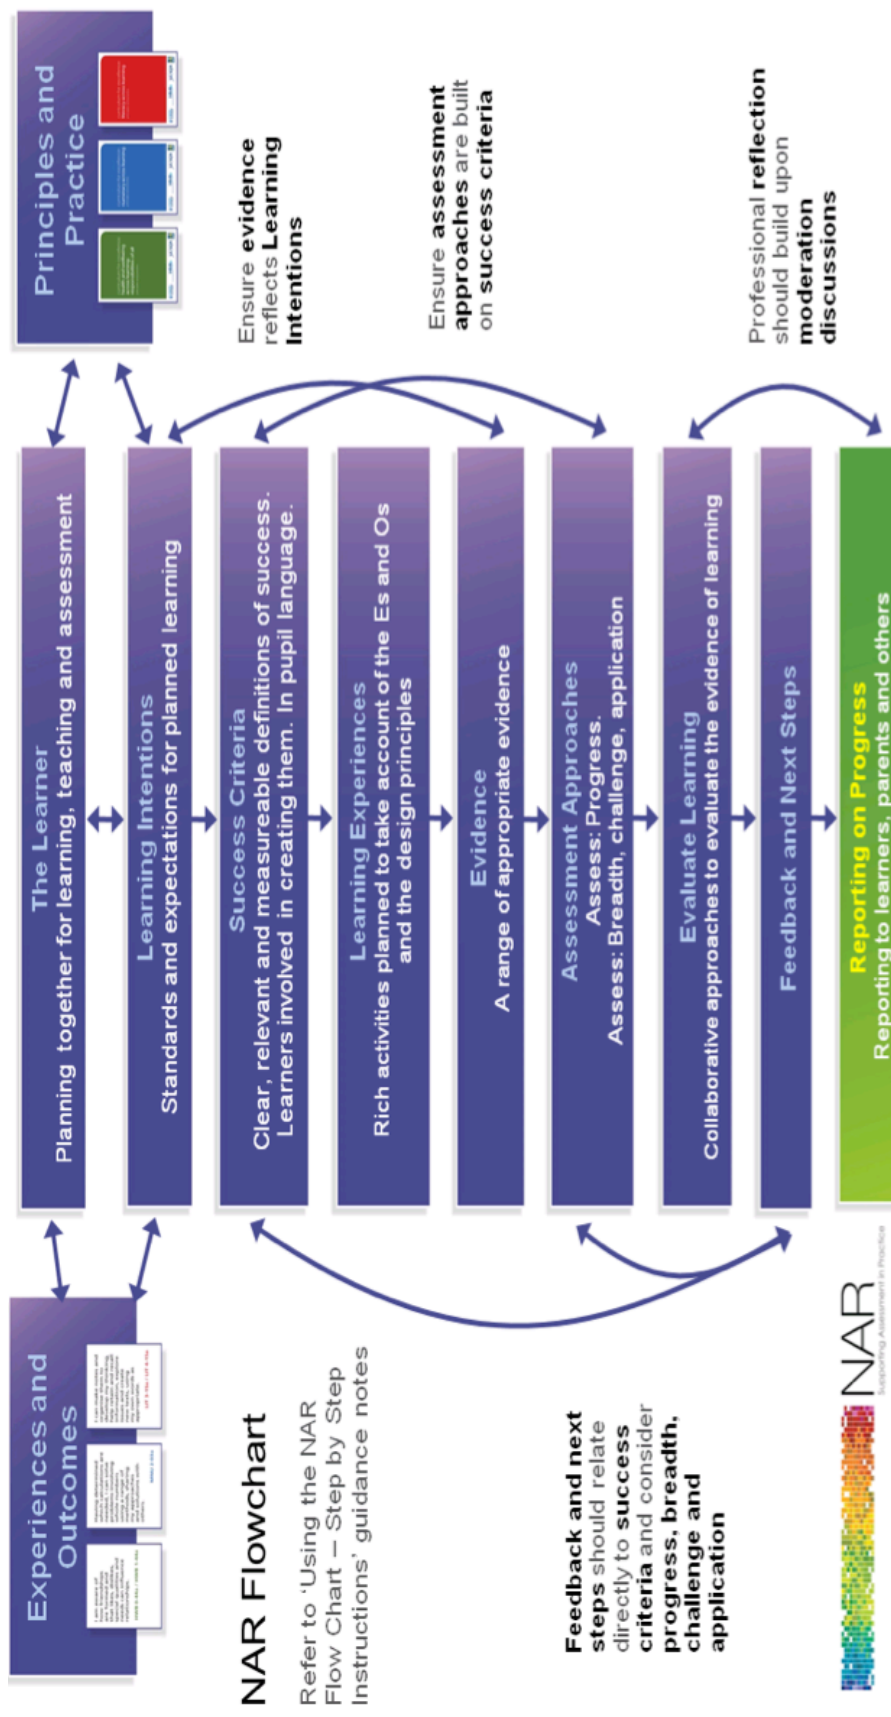 Experiences and
Outcomes
The Learner
Planning together for learning, teaching and assessment
Principles and
Practice
Learning Intentions
Standards and expectations for planned learning
Success Criteria
Clear, relevant and measureable definitions of success.
Learners involved in creating them. In pupil language.
Learning Experiences
Rich activities planned to take account of the Es and Os
and the design principles
Evidence
A range of appropriate evidence
Assessment Approaches
Assess: Progress.
Assess: Breadth, challenge, application
Evaluate Learning
Collaborative approaches to evaluate the evidence of learning
Feedback and Next Steps
Reporting on Progress
Reporting to learners, parents and others
NAR Flowchart
Refer to ‘Using the NAR
Flow Chart – Step by Step
Instructions’ guidance notes
Feedback and next
steps should relate
directly to success
criteria and consider
progress, breadth,
challenge and
application
Ensure evidence
reflects Learning
Intentions
Ensure assessment
approaches are built
on success criteria
Professional reflection
should build upon
moderation
discussions
NAR
Supporting Assessment in Practice